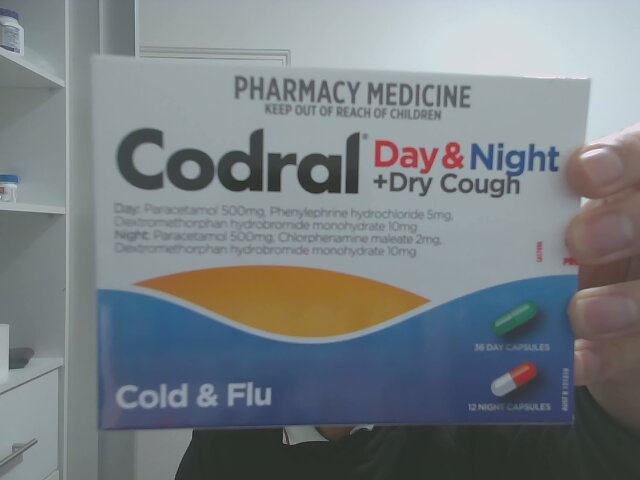 PHARMACY MEDICINE
KEEP OUT OF REACH OF CHILDREN
Codral® Day & Night
+Dry Cough
Day: Paracetamol 500mg, Phenylephrine hydrochloride 5mg,
Dextromethorphan hydrobromide monohydrate 10mg
Night: Paracetamol 500mg, Chlorphenamine maleate 2mg,
Dextromethorphan hydrobromide monohydrate 10mg
36 DAY CAPSULES
Cold & Flu
12 NIGHT CAPSULES